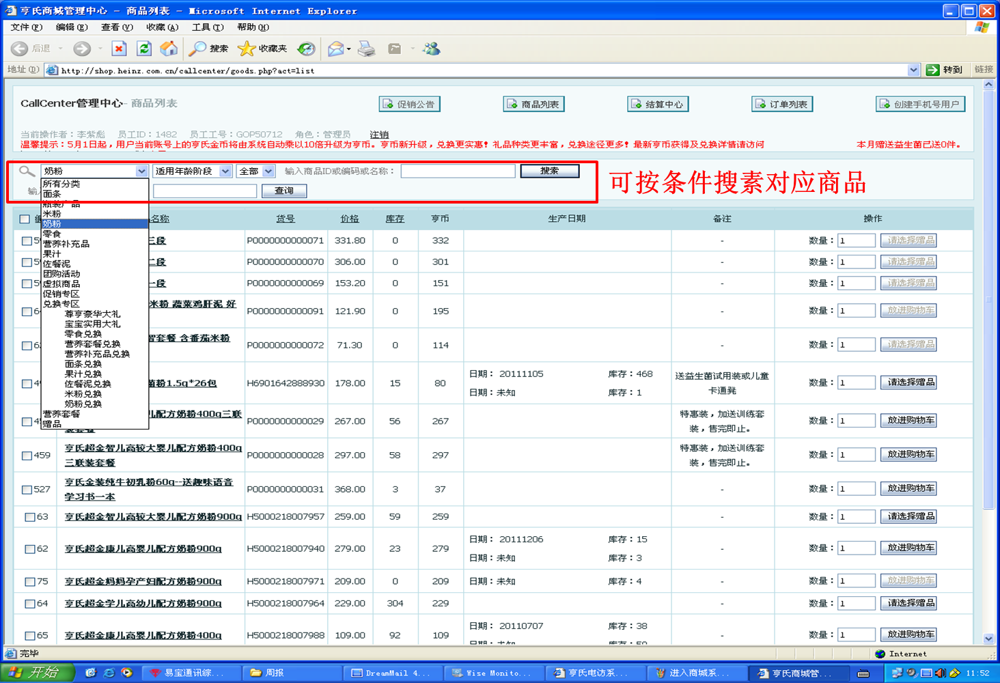 亨氏商城管理中心 - 商品列表 - Microsoft Internet Explorer
文件(F) 编辑(E) 查看(V) 收藏(A) 工具(T) 帮助(H)
后退 搜索 收藏夹
地址(D) http://shop.heinz.com.cn/callcenter/goods.php?act=list 转到 链接
CallCenter管理中心- 商品列表 促销公告 商品列表 结算中心 订单列表 创建手机号用户
当前操作者：李紫彪 员工ID：1482 员工工号：GOP50712 角色：管理员 注销
温馨提示：5月1日起，用户当前账号上的亨氏金币将由系统自动乘以10倍升级为亨币。亨币新升级，兑换更实惠！礼品种类更丰富，兑换途径更多！最新亨币获得及兑换详情请访问 本月赠送益生菌已送0件。
奶粉 适用年龄阶段 全部 输入商品ID或编码或名称： 搜索
可按条件搜素对应商品
输 查询
所有分类
面条
瓶装产品
米粉
奶粉
零食
营养补充品
果汁
佐餐泥
团购活动
虚拟商品
促销专区
兑换专区
尊亨豪华大礼
宝宝实用大礼
零食兑换
营养套餐兑换
营养补充品兑换
面条兑换
果汁兑换
佐餐泥兑换
米粉兑换
奶粉兑换
营养套餐
赠品
名称 货号 价格 库存 亨币 生产日期 备注 操作
三段 P0000000000071 331.80 0 332 - 数量：1 请选择赠品
二段 P0000000000070 306.00 0 301 - 数量：1 请选择赠品
一段 P0000000000069 153.20 0 151 - 数量：1 请选择赠品
米粉 蔬菜鸡肝泥 好 P0000000000091 121.90 0 195 - 数量：1 放进购物车
套餐 含番茄米粉 P0000000000072 71.30 0 114 - 数量：1 请选择赠品
菌粉1.5g*26包 H6901642888930 178.00 15 80 日期： 20111105 库存：468 送益生菌试用装或儿童 数量：1 请选择赠品
日期：未知 库存：1 卡通凳
儿配方奶粉400g三联 P0000000000029 267.00 56 267 特惠装，加送训练套 数量：1 放进购物车
装套餐 装，售完即止。
459 亨氏超金智儿高较大婴儿配方奶粉400g P0000000000028 297.00 58 297 特惠装，加送训练套 数量：1 放进购物车
三联装套餐 装，售完即止。
527 亨氏金装纯牛初乳粉60g--送趣味语音 P0000000000031 368.00 3 37 - 数量：1 放进购物车
学习书一本
63 亨氏超金智儿高较大婴儿配方奶粉900g H5000218007957 259.00 59 259 - 数量：1 请选择赠品
62 亨氏超金康儿高婴儿配方奶粉900g H5000218007940 279.00 23 279 日期： 20111206 库存：15 - 数量：1 放进购物车
日期：未知 库存：3
75 亨氏超金妈妈孕产妇配方奶粉900g H5000218007971 209.00 0 209 日期：未知 库存：4 - 数量：1 放进购物车
64 亨氏超金学儿高幼儿配方奶粉900g H5000218007964 229.00 304 229 - 数量：1 请选择赠品
65 亨氏超金康儿高婴儿配方奶粉400g H5000218007988 109.00 92 109 日期： 20110707 库存：38 - 数量：1 放进购物车
日期：未知 库存：50
完毕 Internet
开始 易宝通讯综... 周报 DreamMail 4... Wise Monito... 亨氏电访系... 进入商城系... 亨氏商城管... 11:52